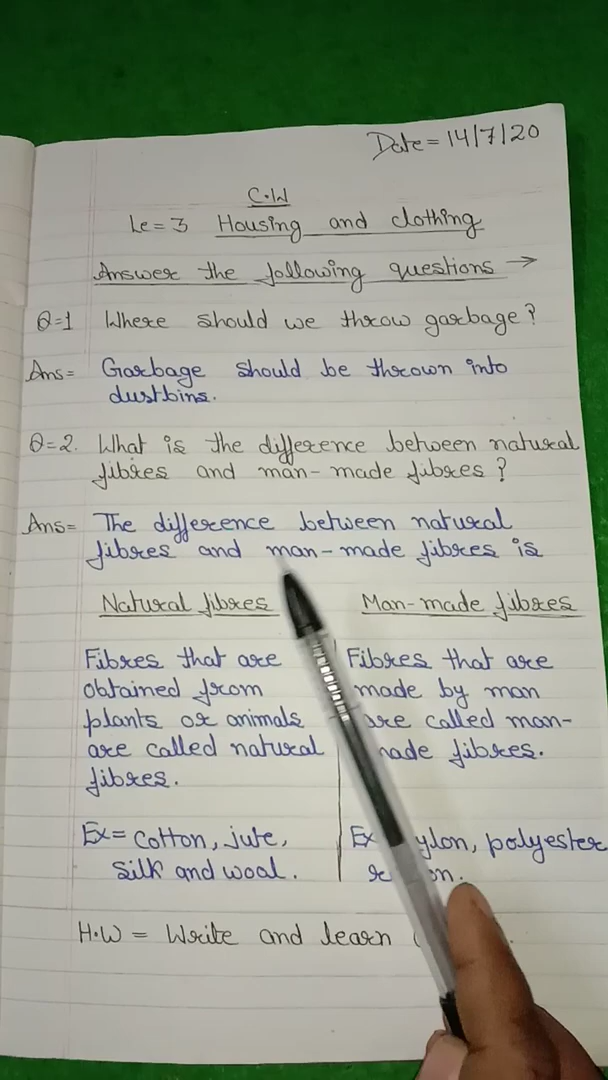 Date = 14/7/20
C.W
Le = 3 Housing and clothing
Answer the following questions →
Q=1 Where should we throw garbage?
Ans= Garbage should be thrown into
dustbins.
Q=2. What is the difference between natural
fibres and man-made fibres?
Ans= The difference between natural
fibres and man-made fibres is
Natural fibres
Fibres that are
obtained from
plants or animals
are called natural
fibres.
Ex= Cotton, jute,
silk and woal.
Man-made fibres
Fibres that are
made by man
are called man-
made fibres.
Ex polyester
H.W = Write and learn